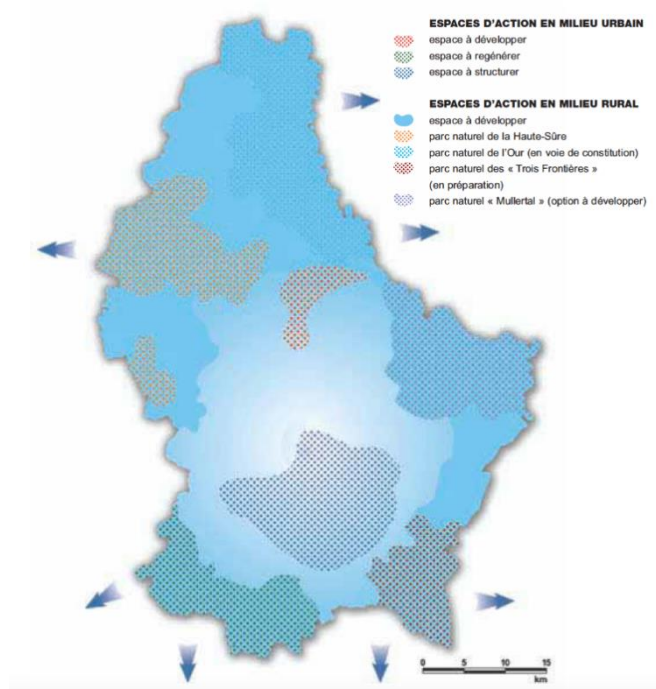 ESPACES D'ACTION EN MILIEU URBAIN
espace à développer
espace à regénérer
espace à structurer
ESPACES D'ACTION EN MILIEU RURAL
espace à développer
parc naturel de la Haute-Sûre
parc naturel de l'Our (en voie de constitution)
parc naturel des « Trois Frontières »
(en préparation)
parc naturel « Mullertal » (option à développer)
0 5 10 15
km